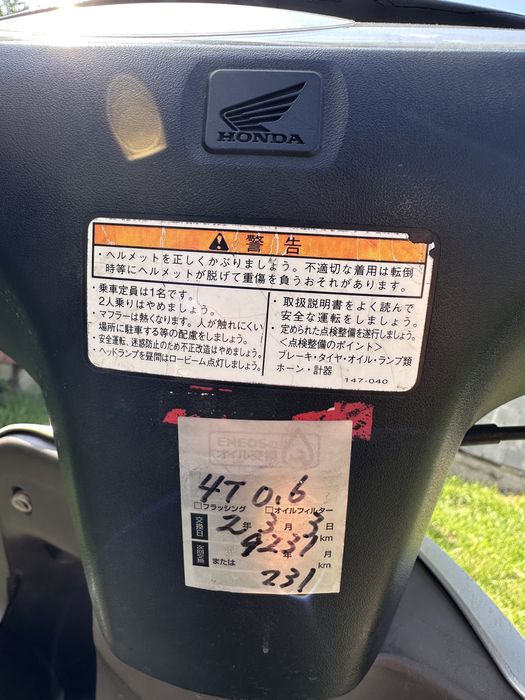 HONDA
警告
・ヘルメットを正しくかぶりましょう。不適切な着用は転倒
時等にヘルメットが脱げて重傷を負うおそれがあります。
・乗車定員は1名です。
2人乗りはやめましょう。
・マフラーは熱くなります。人が触れにくい
場所に駐車する等の配慮をしましょう。
・安全運転、迷惑防止のため不正改造はやめましょう。
・ヘッドランプを昼間はロービーム点灯しましょう。
・取扱説明書をよく読んで
安全な運転をしましょう。
・定められた点検整備を遂行しましょう。
<点検整備のポイント>
ブレーキ・タイヤ・オイル・ランプ類
ホーン・計器
147-040
ENEOS
オイル交換
4T 0.6
□フラッシング □オイルフィルター
交換日 2年3月3日
9237 km
次回交換 または 年 月
231 km